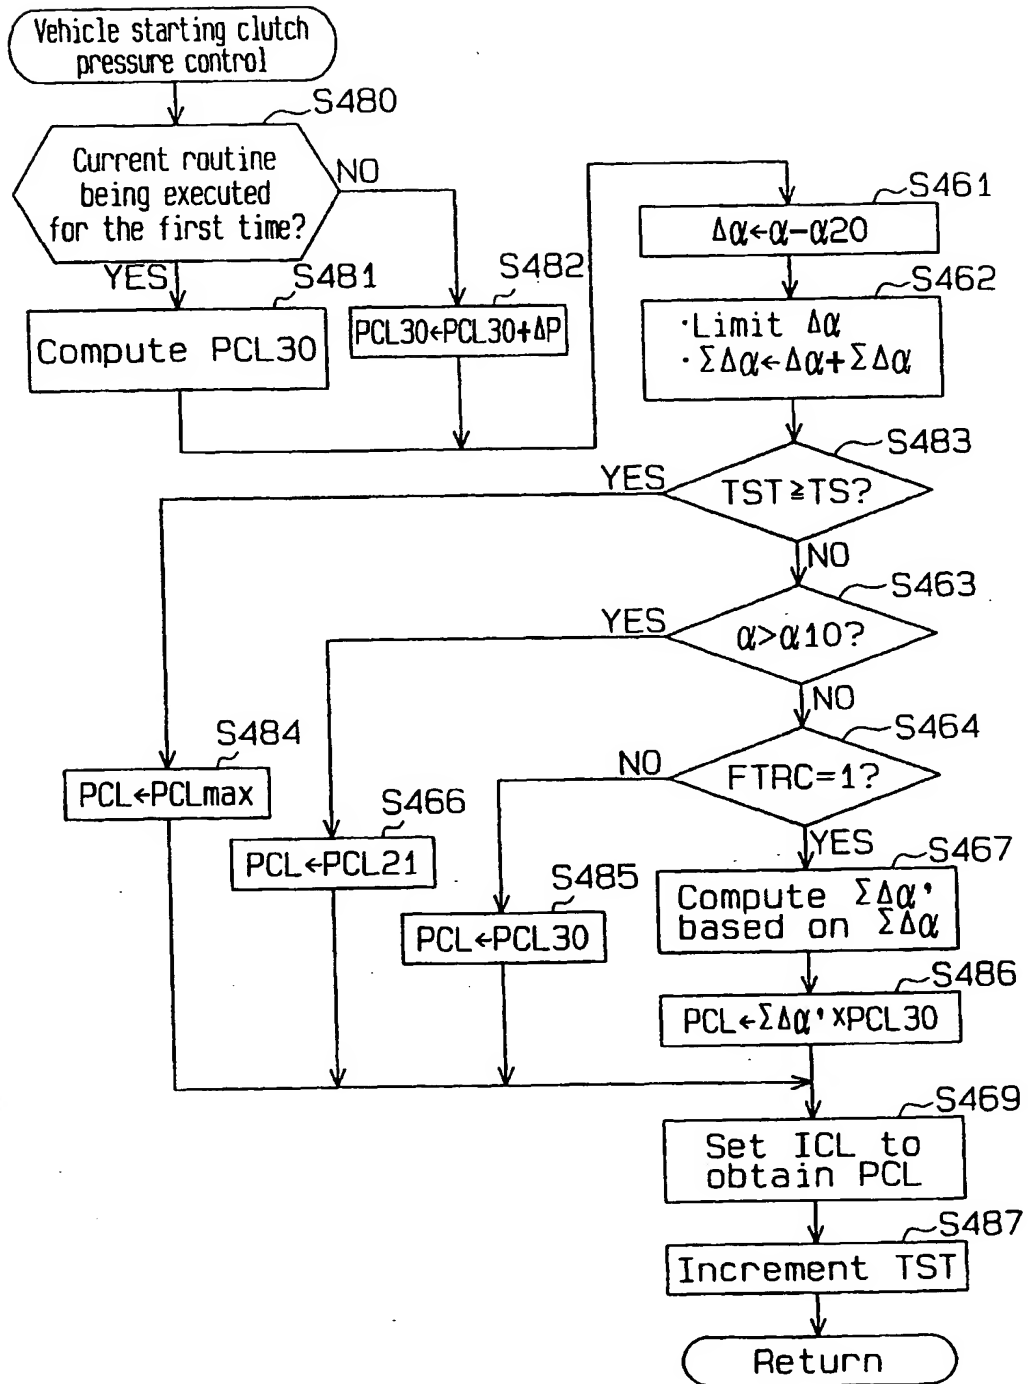 Vehicle starting clutch
pressure control
S480
Current routine
being executed
for the first time?
NO
YES
S481
Compute PCL30
S482
PCL30←PCL30+ΔP
S461
Δα←α-α20
S462
·Limit Δα
·ΣΔα←Δα+ΣΔα
S483
TST≧TS?
YES
NO
S463
α>α10?
YES
NO
S464
FTRC=1?
NO
YES
S484
PCL←PCLmax
S466
PCL←PCL21
S485
PCL←PCL30
S467
Compute ΣΔα'
based on ΣΔα
S486
PCL←ΣΔα'×PCL30
S469
Set ICL to
obtain PCL
S487
Increment TST
Return